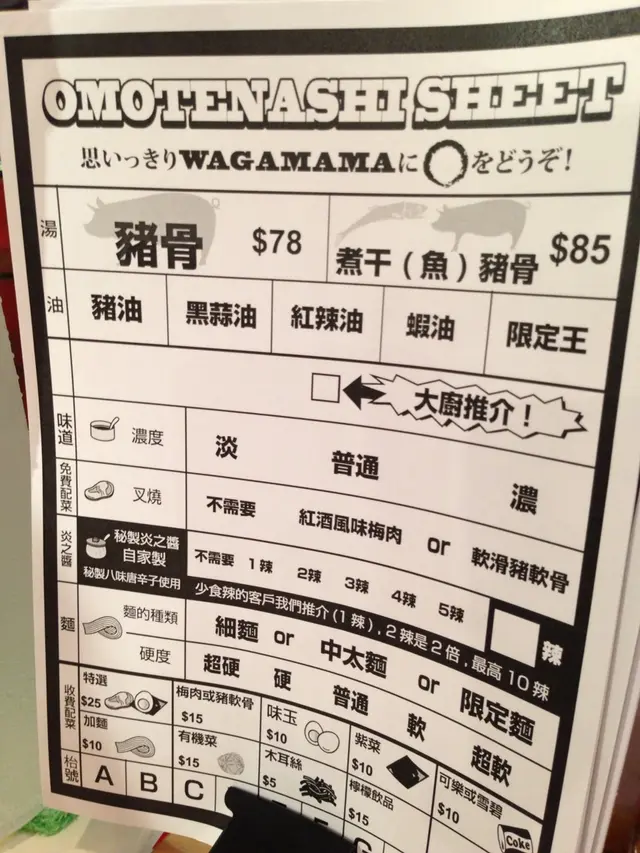 OMOTENASHI SHEET
思いっきりWAGAMAMAに〇をどうぞ！
湯
豬骨 $78
煮干（魚）豬骨 $85
油
豬油 黑蒜油 紅辣油 蝦油 限定王
大廚推介！
味道
濃度 淡 普通 濃
免費配菜
叉燒 不需要 紅酒風味梅肉 or 軟滑豬軟骨
炎之醬
秘製炎之醬
自家製
不需要 1辣 2辣 3辣 4辣 5辣 辣
秘製八味唐辛子使用 少食辣的客戶我們推介(1辣), 2辣是2倍, 最高10辣
麵
麵的種類 細麵 or 中太麵 or 限定麵
硬度 超硬 硬 普通 軟 超軟
收費配菜
特選
$25
梅肉或豬軟骨
$15
味玉
$10
紫菜
$10
可樂或雪碧
$10
Coke
加麵
$10
有機菜
$15
木耳絲
$5
檸檬飲品
$15
枱號
A B C